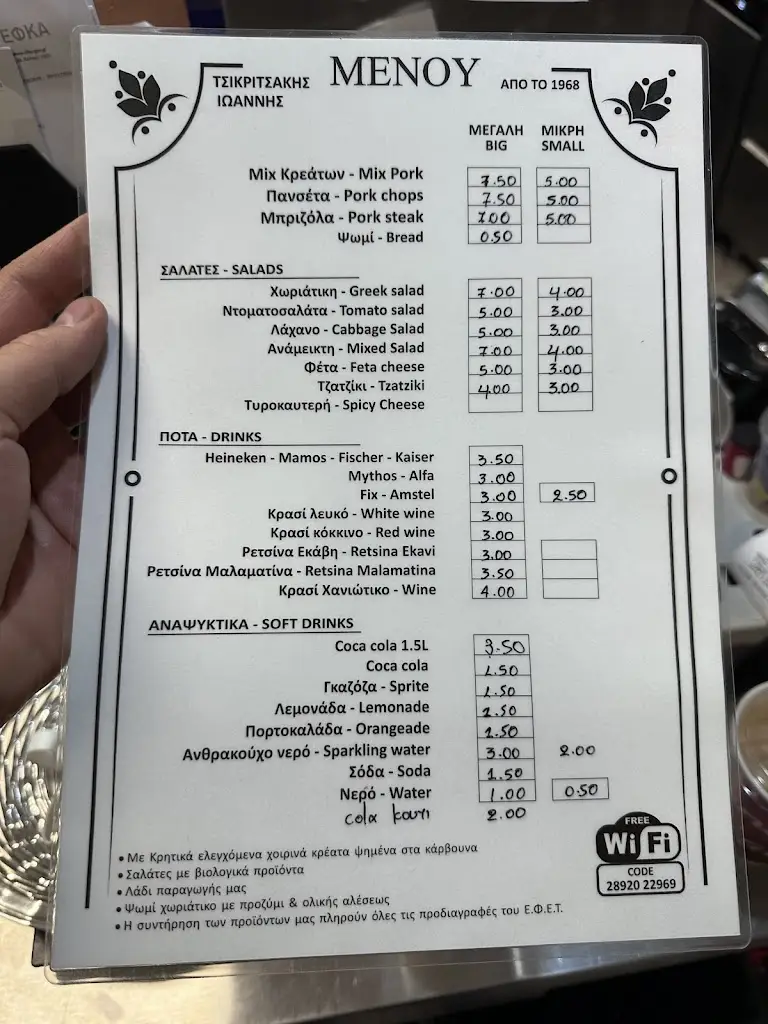 ΕΦΚΑ
ΤΣΙΚΡΙΤΣΑΚΗΣ
ΙΩΑΝΝΗΣ
ΜΕΝΟΥ
ΑΠΟ ΤΟ 1968
ΜΕΓΑΛΗ ΜΙΚΡΗ
BIG SMALL
Mix Κρεάτων - Mix Pork 7.50 5.00
Πανσέτα - Pork chops 7.50 5.00
Μπριζόλα - Pork steak 7.00 5.00
Ψωμί - Bread 0.50
ΣΑΛΑΤΕΣ - SALADS
Χωριάτικη - Greek salad 7.00 4.00
Ντοματοσαλάτα - Tomato salad 5.00 3.00
Λάχανο - Cabbage Salad 5.00 3.00
Ανάμεικτη - Mixed Salad 7.00 4.00
Φέτα - Feta cheese 5.00 3.00
Τζατζίκι - Tzatziki 4.00 3.00
Τυροκαυτερή - Spicy Cheese
ΠΟΤΑ - DRINKS
Heineken - Mamos - Fischer - Kaiser 3.50
Mythos - Alfa 3.00
Fix - Amstel 3.00 2.50
Κρασί λευκό - White wine 3.00
Κρασί κόκκινο - Red wine 3.00
Ρετσίνα Εκάβη - Retsina Ekavi 3.00
Ρετσίνα Μαλαματίνα - Retsina Malamatina 3.50
Κρασί Χανιώτικο - Wine 4.00
ΑΝΑΨΥΚΤΙΚΑ - SOFT DRINKS
Coca cola 1.5L 3.50
Coca cola 1.50
Γκαζόζα - Sprite 1.50
Λεμονάδα - Lemonade 1.50
Πορτοκαλάδα - Orangeade 1.50
Ανθρακούχο νερό - Sparkling water 3.00 2.00
Σόδα - Soda 1.50
Νερό - Water 1.00 0.50
cola κουτι 2.00
• Με Κρητικά ελεγχόμενα χοιρινά κρέατα ψημένα στα κάρβουνα
• Σαλάτες με βιολογικά προϊόντα
• Λάδι παραγωγής μας
• Ψωμί χωριάτικο με προζύμι & ολικής αλέσεως
• Η συντήρηση των προϊόντων μας πληρούν όλες τις προδιαγραφές του Ε.Φ.Ε.Τ.
FREE
Wi Fi
CODE
28920 22969